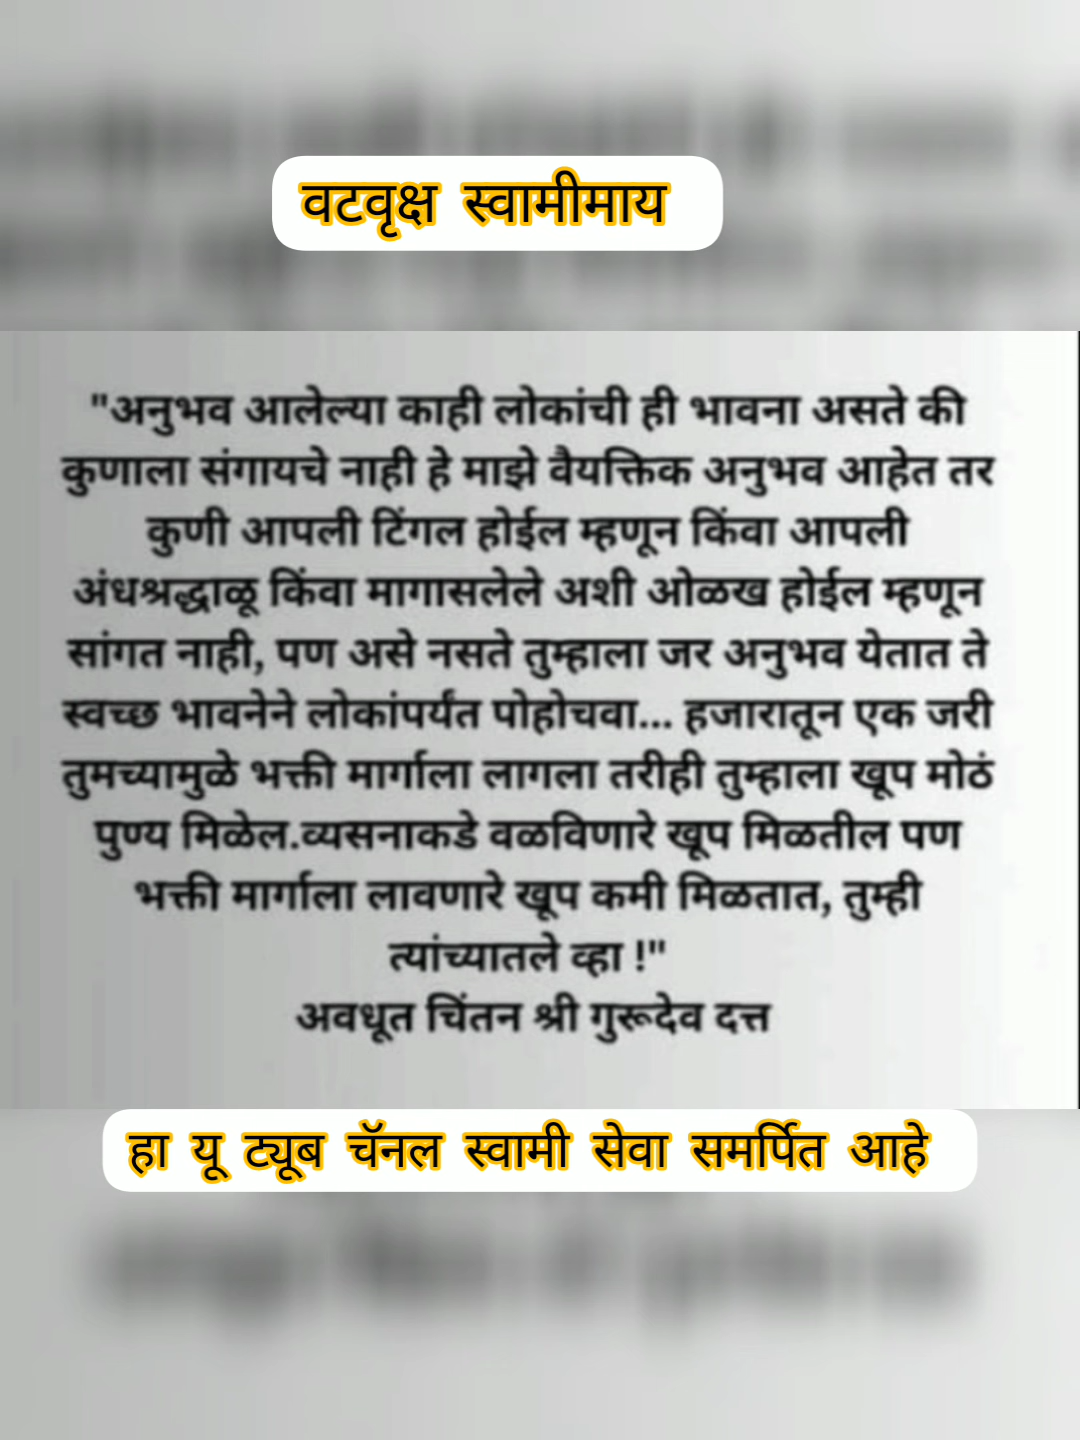 वटवृक्ष स्वामीमाय
"अनुभव आलेल्या काही लोकांची ही भावना असते की
कुणाला संगायचे नाही हे माझे वैयक्तिक अनुभव आहेत तर
कुणी आपली टिंगल होईल म्हणून किंवा आपली
अंधश्रद्धाळू किंवा मागासलेले अशी ओळख होईल म्हणून
सांगत नाही, पण असे नसते तुम्हाला जर अनुभव येतात ते
स्वच्छ भावनेने लोकांपर्यंत पोहोचवा... हजारातून एक जरी
तुमच्यामुळे भक्ती मार्गाला लागला तरीही तुम्हाला खूप मोठं
पुण्य मिळेल.व्यसनाकडे वळविणारे खूप मिळतील पण
भक्ती मार्गाला लावणारे खूप कमी मिळतात, तुम्ही
त्यांच्यातले व्हा !"
अवधूत चिंतन श्री गुरूदेव दत्त
हा यू ट्यूब चॅनल स्वामी सेवा समर्पित आहे